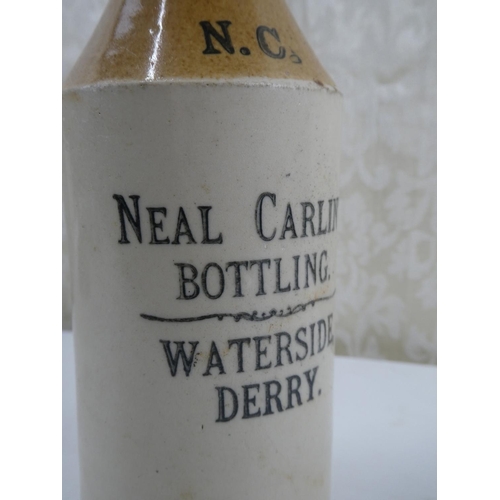 N.C.
NEAL CARLIN
BOTTLING.
WATERSIDE
DERRY.